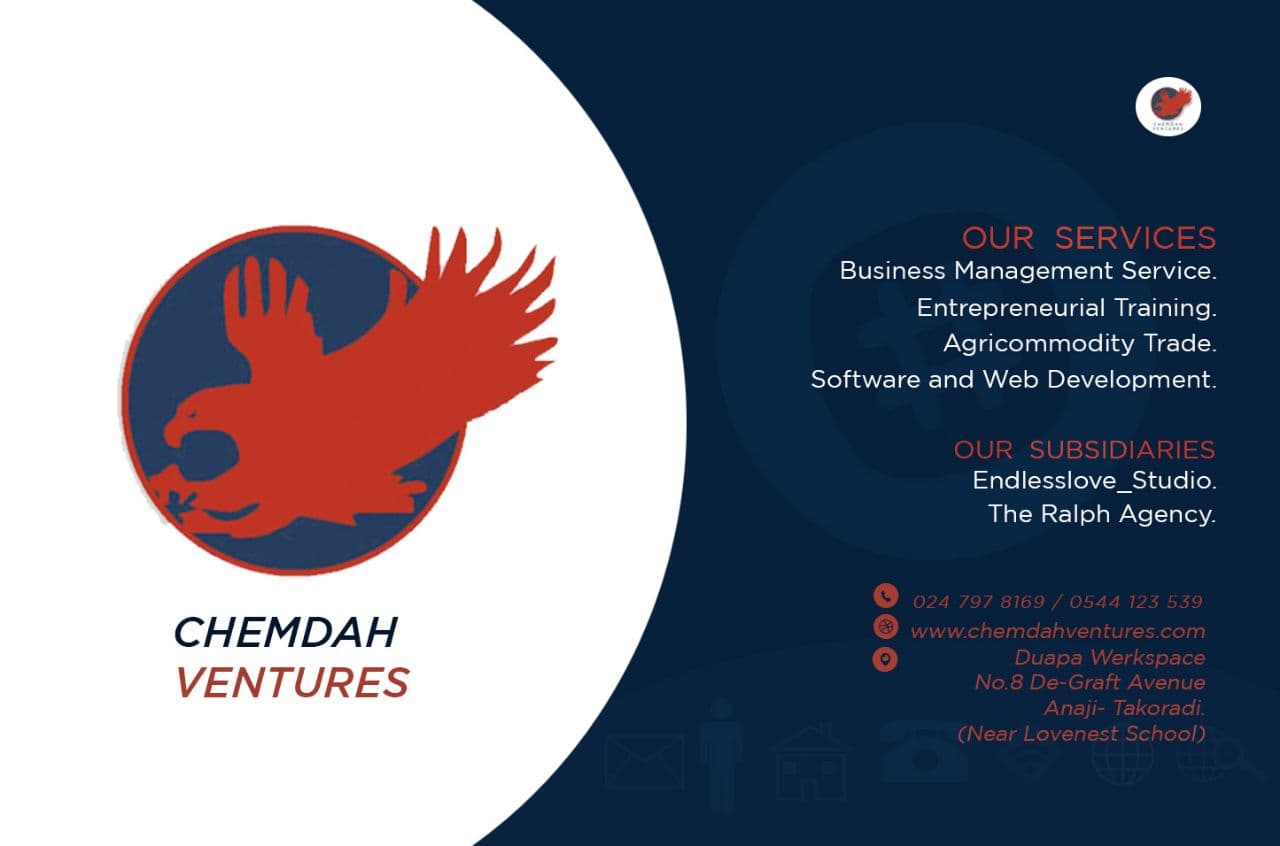 CHEMDAH
VENTURES
CHEMDAH
VENTURES
OUR SERVICES
Business Management Service.
Entrepreneurial Training.
Agricommodity Trade.
Software and Web Development.
OUR SUBSIDIARIES
Endlesslove_Studio.
The Ralph Agency.
024 797 8169 / 0544 123 539
www.chemdahventures.com
Duapa Werkspace
No.8 De-Graft Avenue
Anaji- Takoradi.
(Near Lovenest School)